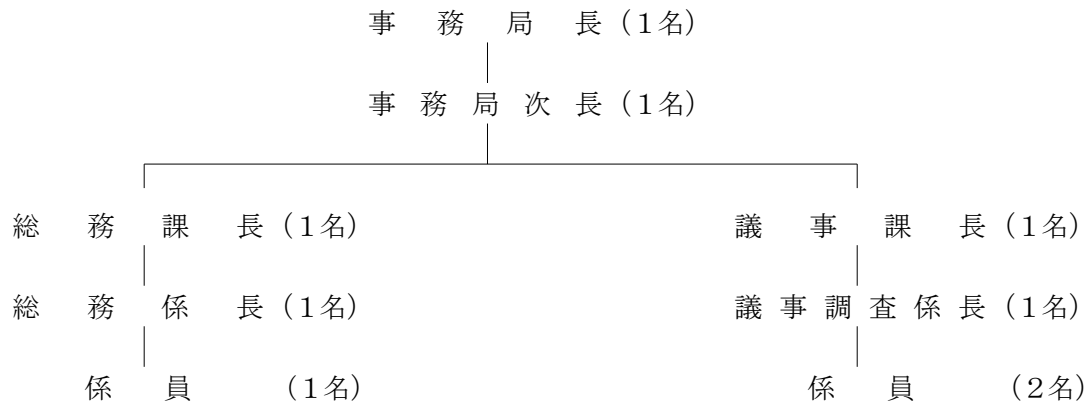 事務局長(1名)
事務局次長(1名)
総務課長(1名) 議事課長(1名)
総務係長(1名) 議事調査係長(1名)
係員(1名) 係員(2名)